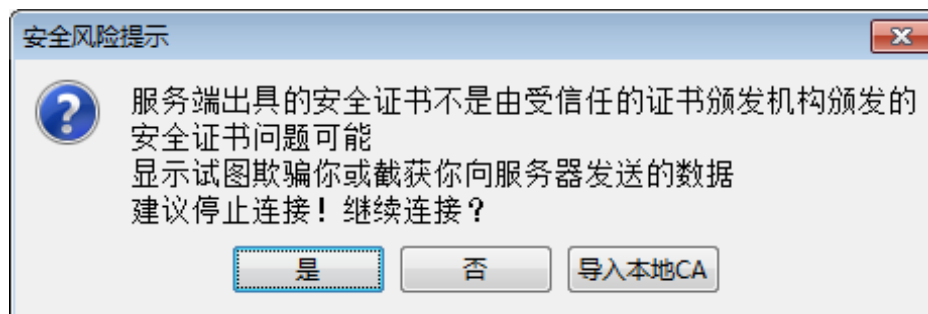 安全风险提示
服务端出具的安全证书不是由受信任的证书颁发机构颁发的
安全证书问题可能
显示试图欺骗你或截获你向服务器发送的数据
建议停止连接！继续连接？
是
否
导入本地CA